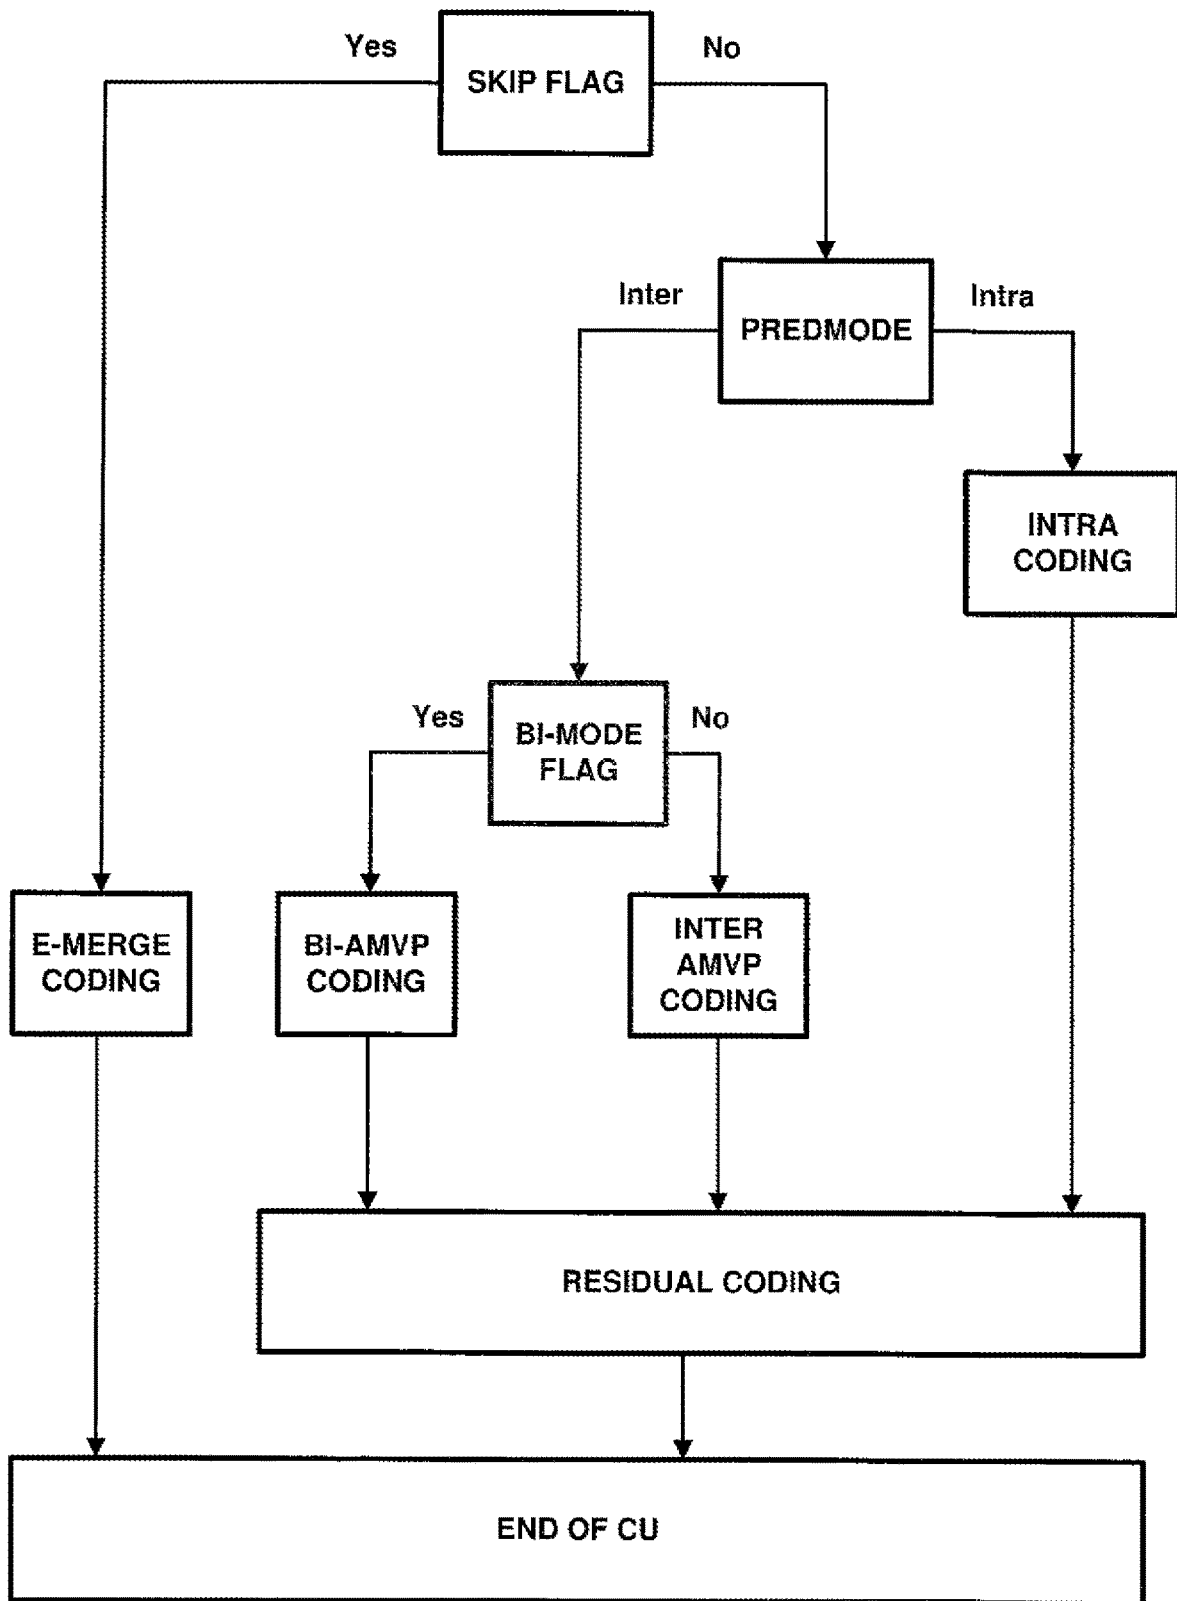 Yes
No
SKIP FLAG
Inter
Intra
PREDMODE
INTRA
CODING
Yes
No
BI-MODE
FLAG
E-MERGE
CODING
BI-AMVP
CODING
INTER
AMVP
CODING
RESIDUAL CODING
END OF CU